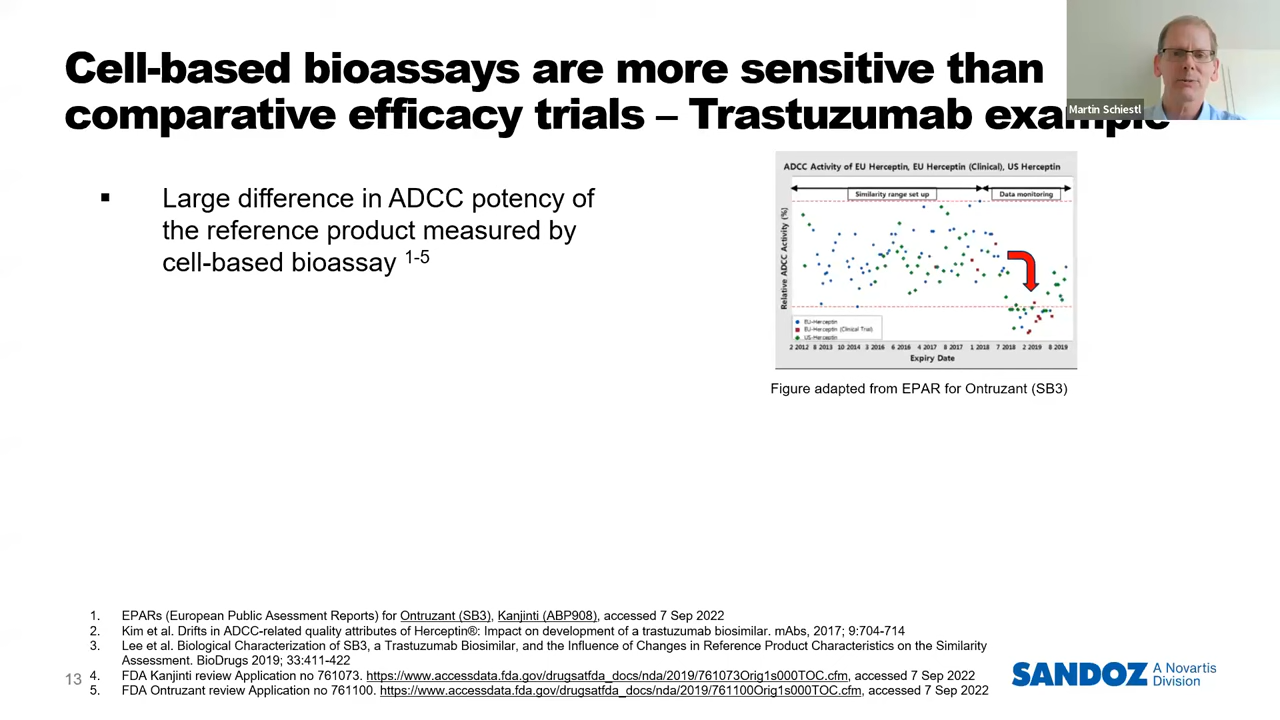 Cell-based bioassays are more sensitive than
comparative efficacy trials – Trastuzumab example
Martin Schiestl
▪ Large difference in ADCC potency of
the reference product measured by
cell-based bioassay 1-5
ADCC Activity of EU Herceptin, EU Herceptin (Clinical), US Herceptin
Similarity range set up
Data monitoring
Relative ADCC Activity (%)
EU-Herceptin
EU-Herceptin (Clinical Trial)
US-Herceptin
2 2012 8 2013 10 2014 3 2016 6 2016 4 2017 8 2017 1 2018 7 2018 2 2019 8 2019
Expiry Date
Figure adapted from EPAR for Ontruzant (SB3)
1. EPARs (European Public Asessment Reports) for Ontruzant (SB3), Kanjinti (ABP908), accessed 7 Sep 2022
2. Kim et al. Drifts in ADCC-related quality attributes of Herceptin®: Impact on development of a trastuzumab biosimilar. mAbs, 2017; 9:704-714
3. Lee et al. Biological Characterization of SB3, a Trastuzumab Biosimilar, and the Influence of Changes in Reference Product Characteristics on the Similarity
Assessment. BioDrugs 2019; 33:411-422
4. FDA Kanjinti review Application no 761073. https://www.accessdata.fda.gov/drugsatfda_docs/nda/2019/761073Orig1s000TOC.cfm, accessed 7 Sep 2022
5. FDA Ontruzant review Application no 761100. https://www.accessdata.fda.gov/drugsatfda_docs/nda/2019/761100Orig1s000TOC.cfm, accessed 7 Sep 2022
13
SANDOZ A Novartis
Division